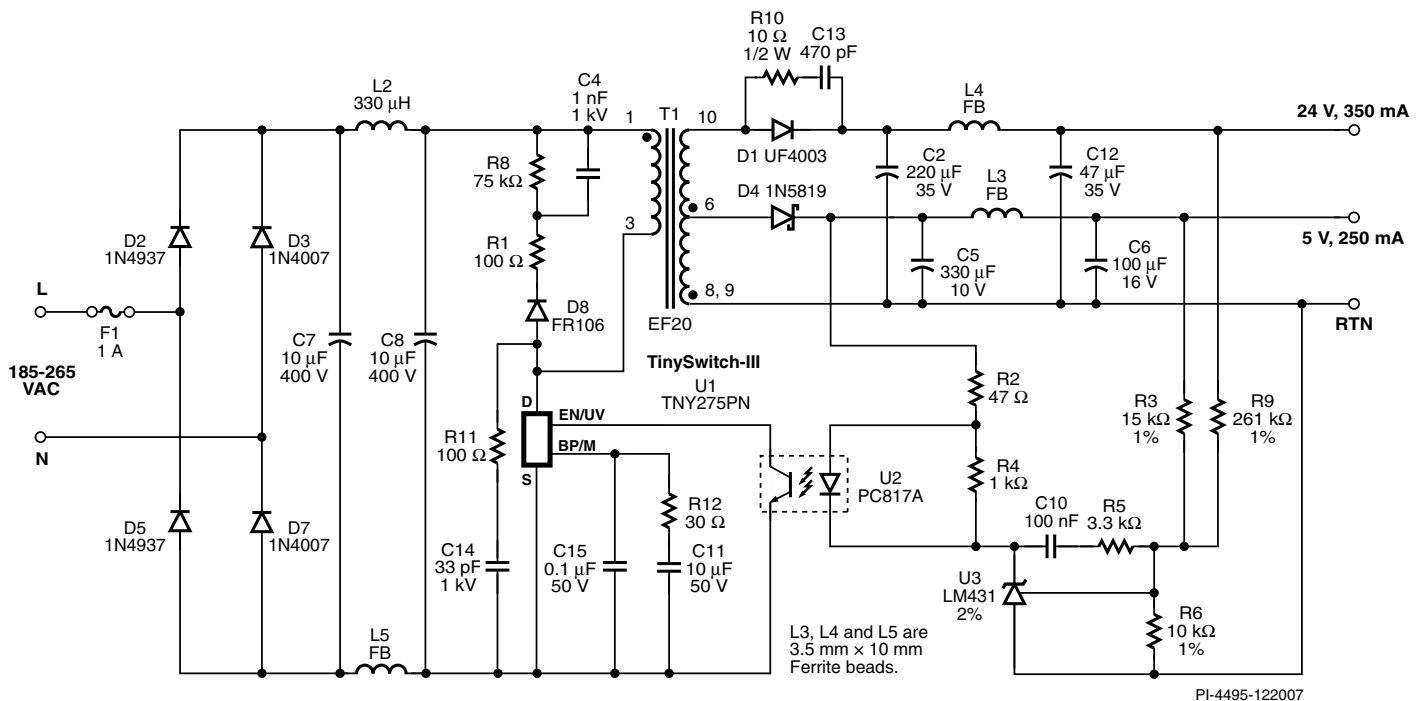 R10
10 Ω
1/2 W
C13
470 pF
L2
330 µH
C4
1 nF
1 kV
1
T1
10
D1 UF4003
L4
FB
24 V, 350 mA
R8
75 kΩ
C2
220 µF
35 V
C12
47 µF
35 V
L3
FB
D4 1N5819
6
3
D2
1N4937
D3
1N4007
R1
100 Ω
5 V, 250 mA
C5
330 µF
10 V
C6
100 µF
16 V
8, 9
L
F1
1 A
D8
FR106
EF20
RTN
C7
10 µF
400 V
C8
10 µF
400 V
185-265
VAC
TinySwitch-III
U1
TNY275PN
R2
47 Ω
D
EN/UV
BP/M
S
R3
15 kΩ
1%
R9
261 kΩ
1%
N
R11
100 Ω
R4
1 kΩ
U2
PC817A
R12
30 Ω
C10
100 nF
R5
3.3 kΩ
D5
1N4937
D7
1N4007
C14
33 pF
1 kV
C15
0.1 µF
50 V
C11
10 µF
50 V
U3
LM431
2%
R6
10 kΩ
1%
L5
FB
L3, L4 and L5 are
3.5 mm × 10 mm
Ferrite beads.
PI-4495-122007